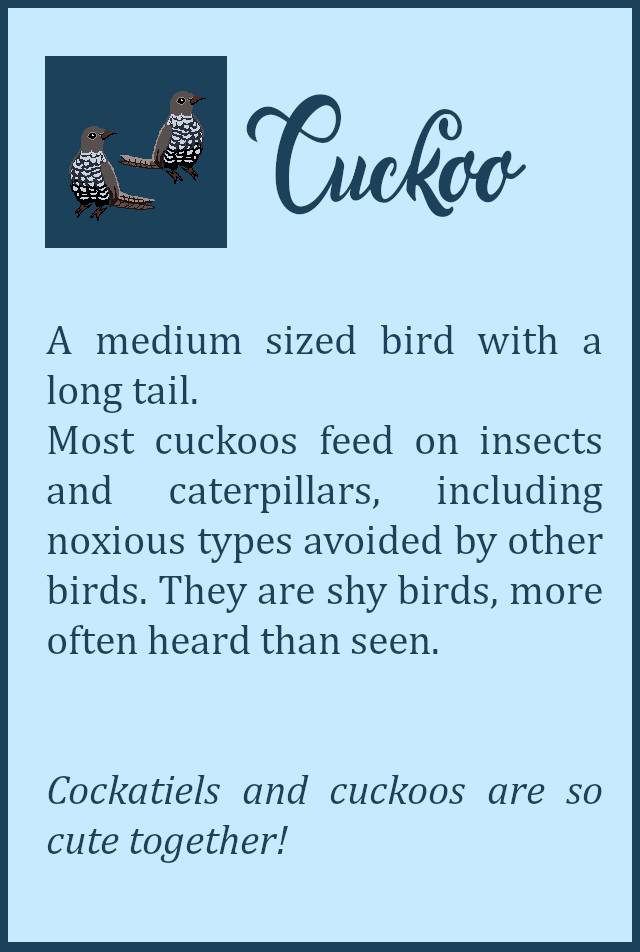 Cuckoo
A medium sized bird with a
long tail.
Most cuckoos feed on insects
and caterpillars, including
noxious types avoided by other
birds. They are shy birds, more
often heard than seen.
Cockatiels and cuckoos are so
cute together!